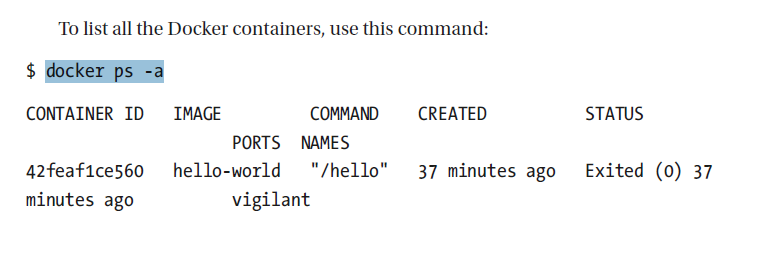 To list all the Docker containers, use this command:
$ docker ps -a
CONTAINER ID IMAGE COMMAND CREATED STATUS
PORTS NAMES
42feaf1ce560 hello-world "/hello" 37 minutes ago Exited (0) 37
minutes ago vigilant